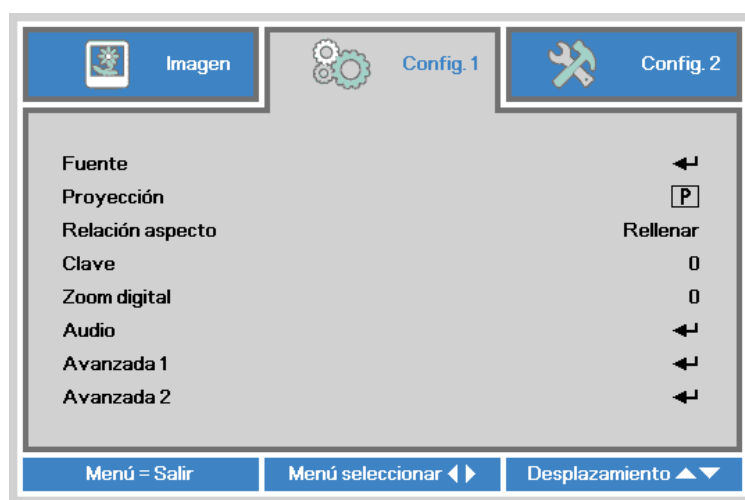 Imagen
Config. 1
Config. 2
Fuente
Proyección P
Relación aspecto Rellenar
Clave 0
Zoom digital 0
Audio
Avanzada 1
Avanzada 2
Menú = Salir
Menú seleccionar
Desplazamiento